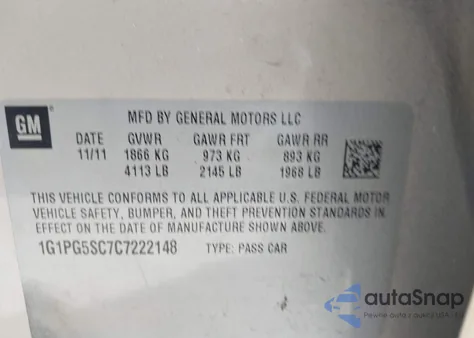 GM
MFD BY GENERAL MOTORS LLC
DATE GVWR GAWR FRT GAWR RR
11/11 1866 KG 973 KG 893 KG
4113 LB 2145 LB 1968 LB
THIS VEHICLE CONFORMS TO ALL APPLICABLE U.S. FEDERAL MOTOR
VEHICLE SAFETY, BUMPER, AND THEFT PREVENTION STANDARDS IN
EFFECT ON THE DATE OF MANUFACTURE SHOWN ABOVE.
1G1PG5SC7C7222148 TYPE: PASS CAR
autoSnap